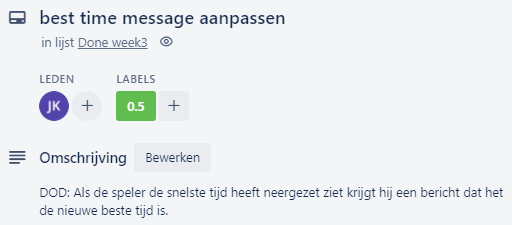 best time message aanpassen
in lijst Done week3
LEDEN LABELS
JK + 0.5 +
Omschrijving Bewerken
DOD: Als de speler de snelste tijd heeft neergezet ziet krijgt hij een bericht dat het
de nieuwe beste tijd is.